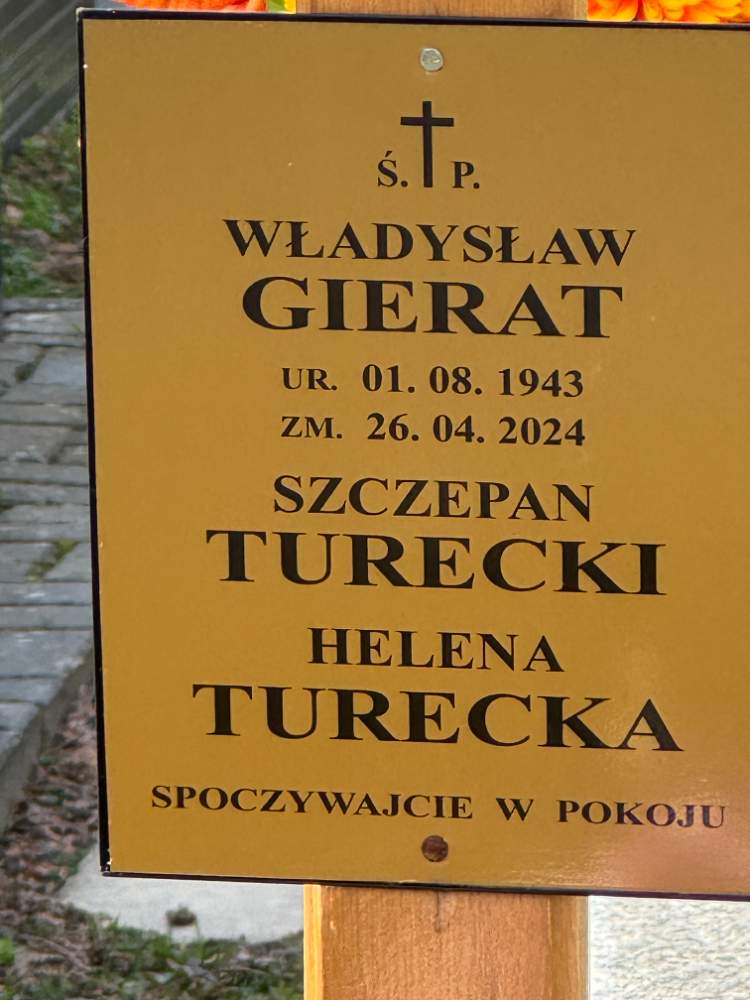 Ś. P.
WŁADYSŁAW
GIERAT
UR. 01. 08. 1943
ZM. 26. 04. 2024
SZCZEPAN
TURECKI
HELENA
TURECKA
SPOCZYWAJCIE W POKOJU